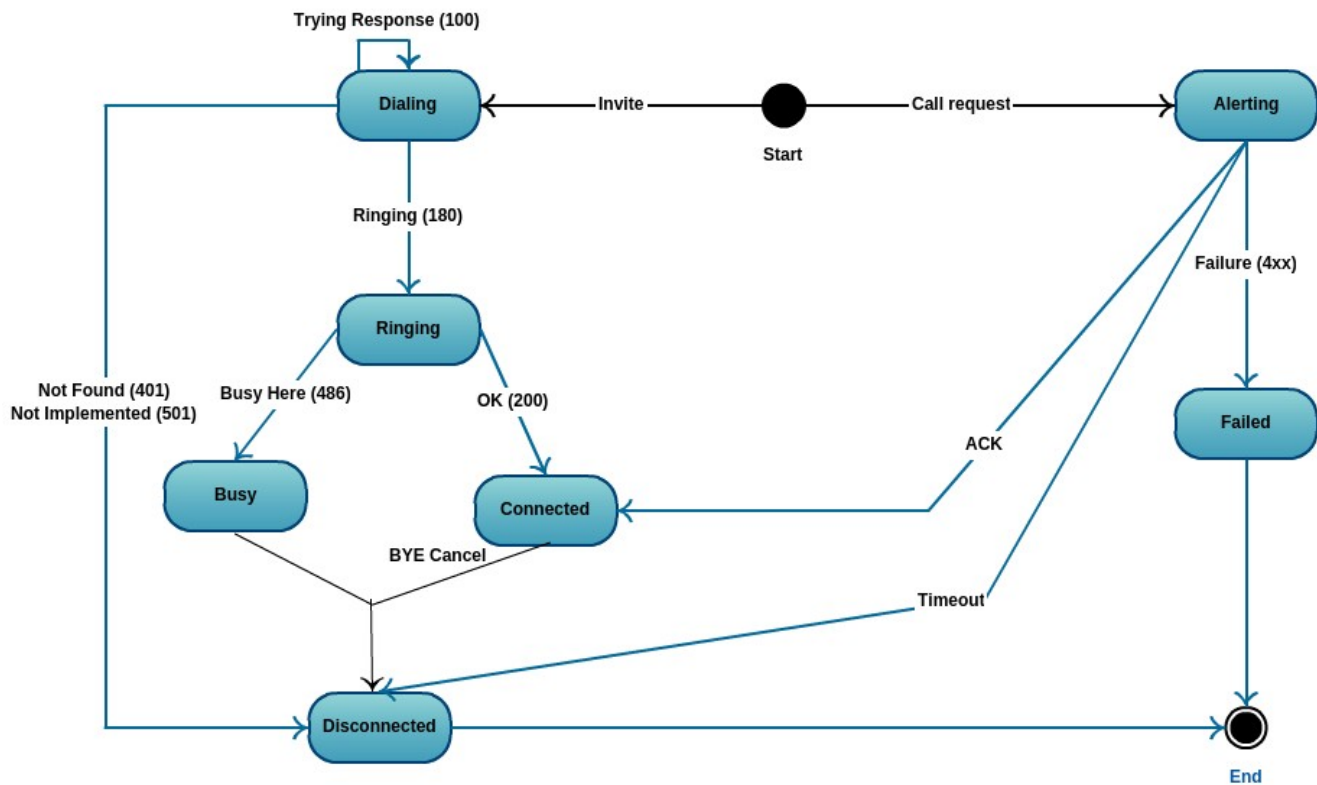 Trying Response (100)
Dialing
Invite
Call request
Alerting
Start
Ringing (180)
Failure (4xx)
Ringing
Not Found (401)
Not Implemented (501)
Busy Here (486)
OK (200)
ACK
Failed
Busy
Connected
BYE Cancel
Timeout
Disconnected
End